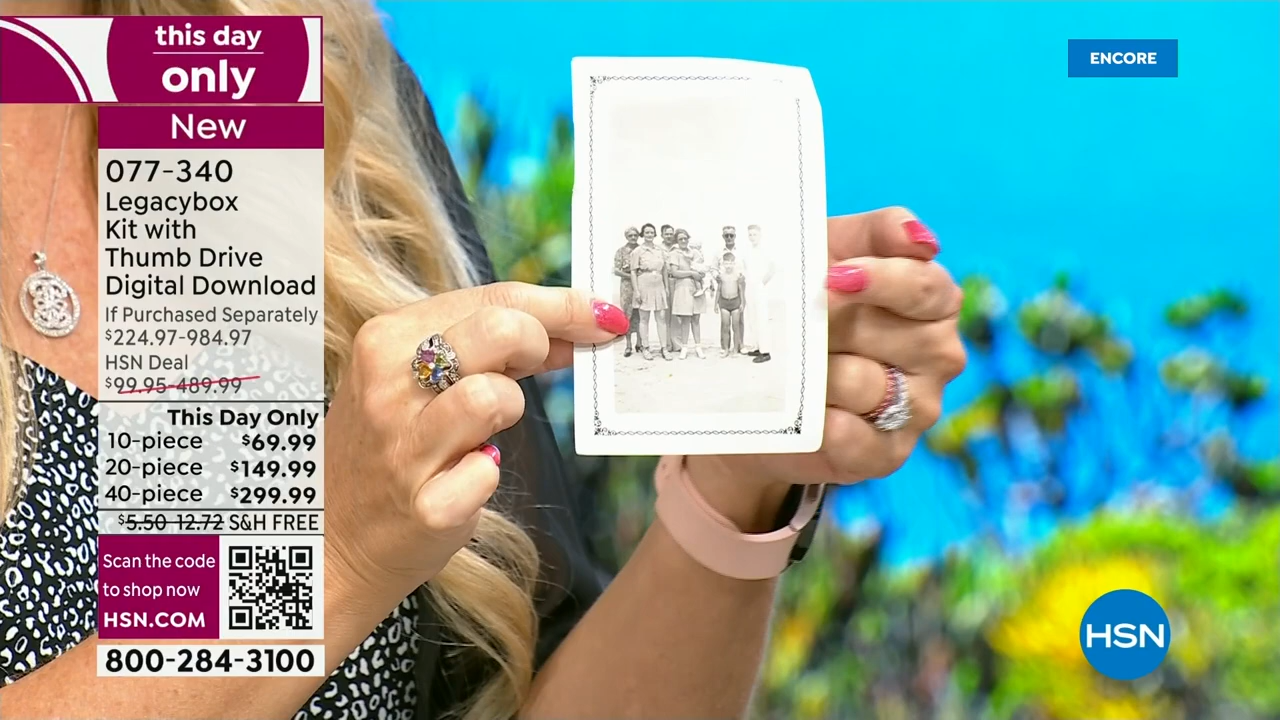 this day
only
New
077-340
Legacybox
Kit with
Thumb Drive
Digital Download
If Purchased Separately
$224.97-984.97
HSN Deal
$99.95-489.99
This Day Only
10-piece $69.99
20-piece $149.99
40-piece $299.99
$5.50-12.72 S&H FREE
Scan the code
to shop now
HSN.COM
800-284-3100
ENCORE
HSN